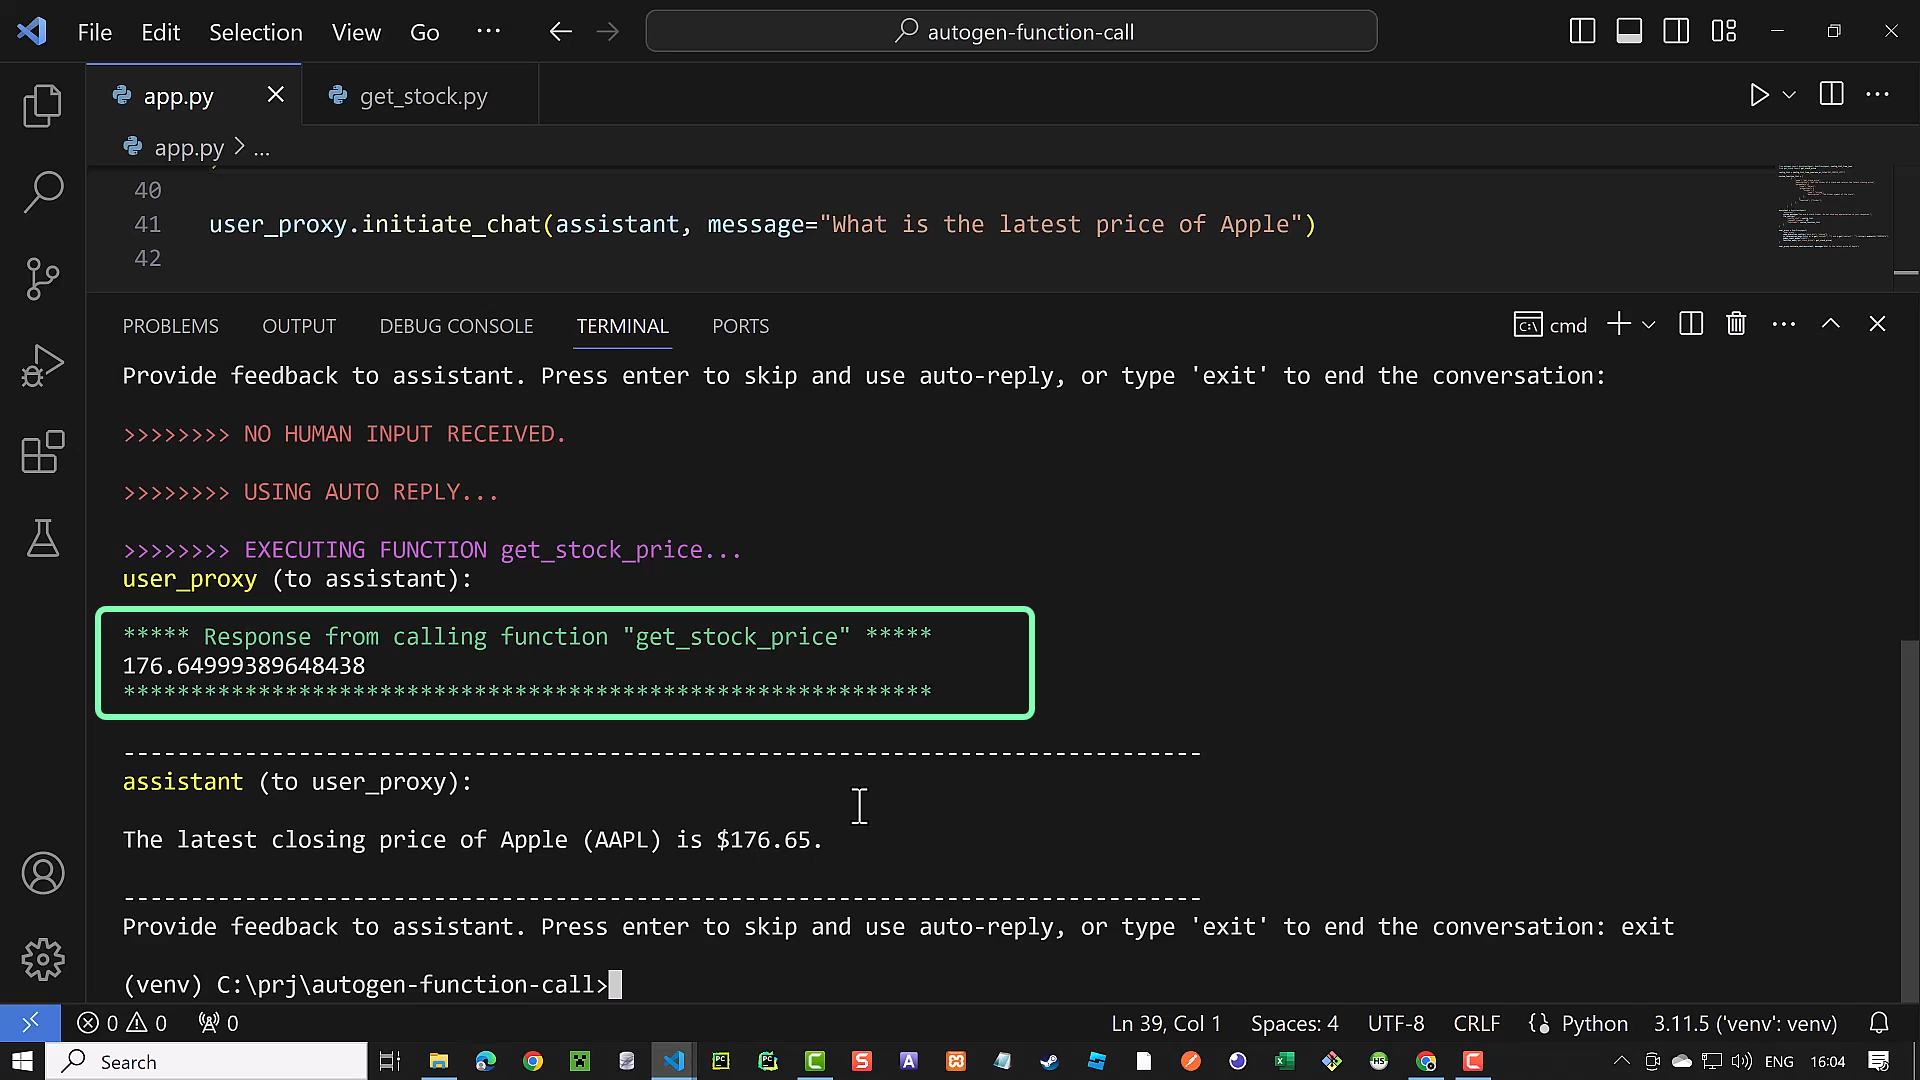 File Edit Selection View Go ...
autogen-function-call
app.py
get_stock.py
app.py > ...
40
41 user_proxy.initiate_chat(assistant, message="What is the latest price of Apple")
42
PROBLEMS OUTPUT DEBUG CONSOLE TERMINAL PORTS
cmd
Provide feedback to assistant. Press enter to skip and use auto-reply, or type 'exit' to end the conversation:
>>>>>>>> NO HUMAN INPUT RECEIVED.
>>>>>>>> USING AUTO REPLY...
>>>>>>>> EXECUTING FUNCTION get_stock_price...
user_proxy (to assistant):
***** Response from calling function "get_stock_price" *****
176.64999389648438
************************************************************
--------------------------------------------------------------------------------
assistant (to user_proxy):
The latest closing price of Apple (AAPL) is $176.65.
--------------------------------------------------------------------------------
Provide feedback to assistant. Press enter to skip and use auto-reply, or type 'exit' to end the conversation: exit
(venv) C:\prj\autogen-function-call>
0 0 0 Ln 39, Col 1 Spaces: 4 UTF-8 CRLF Python 3.11.5 ('venv': venv)
Search
ENG 16:04